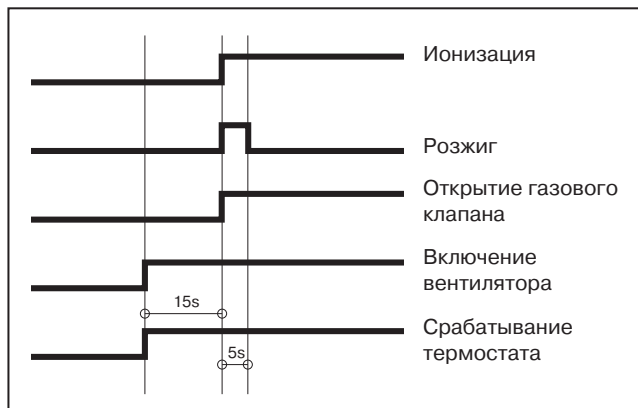 Ионизация
Розжиг
Открытие газового
клапана
Включение
вентилятора
15s
Срабатывание
термостата
5s